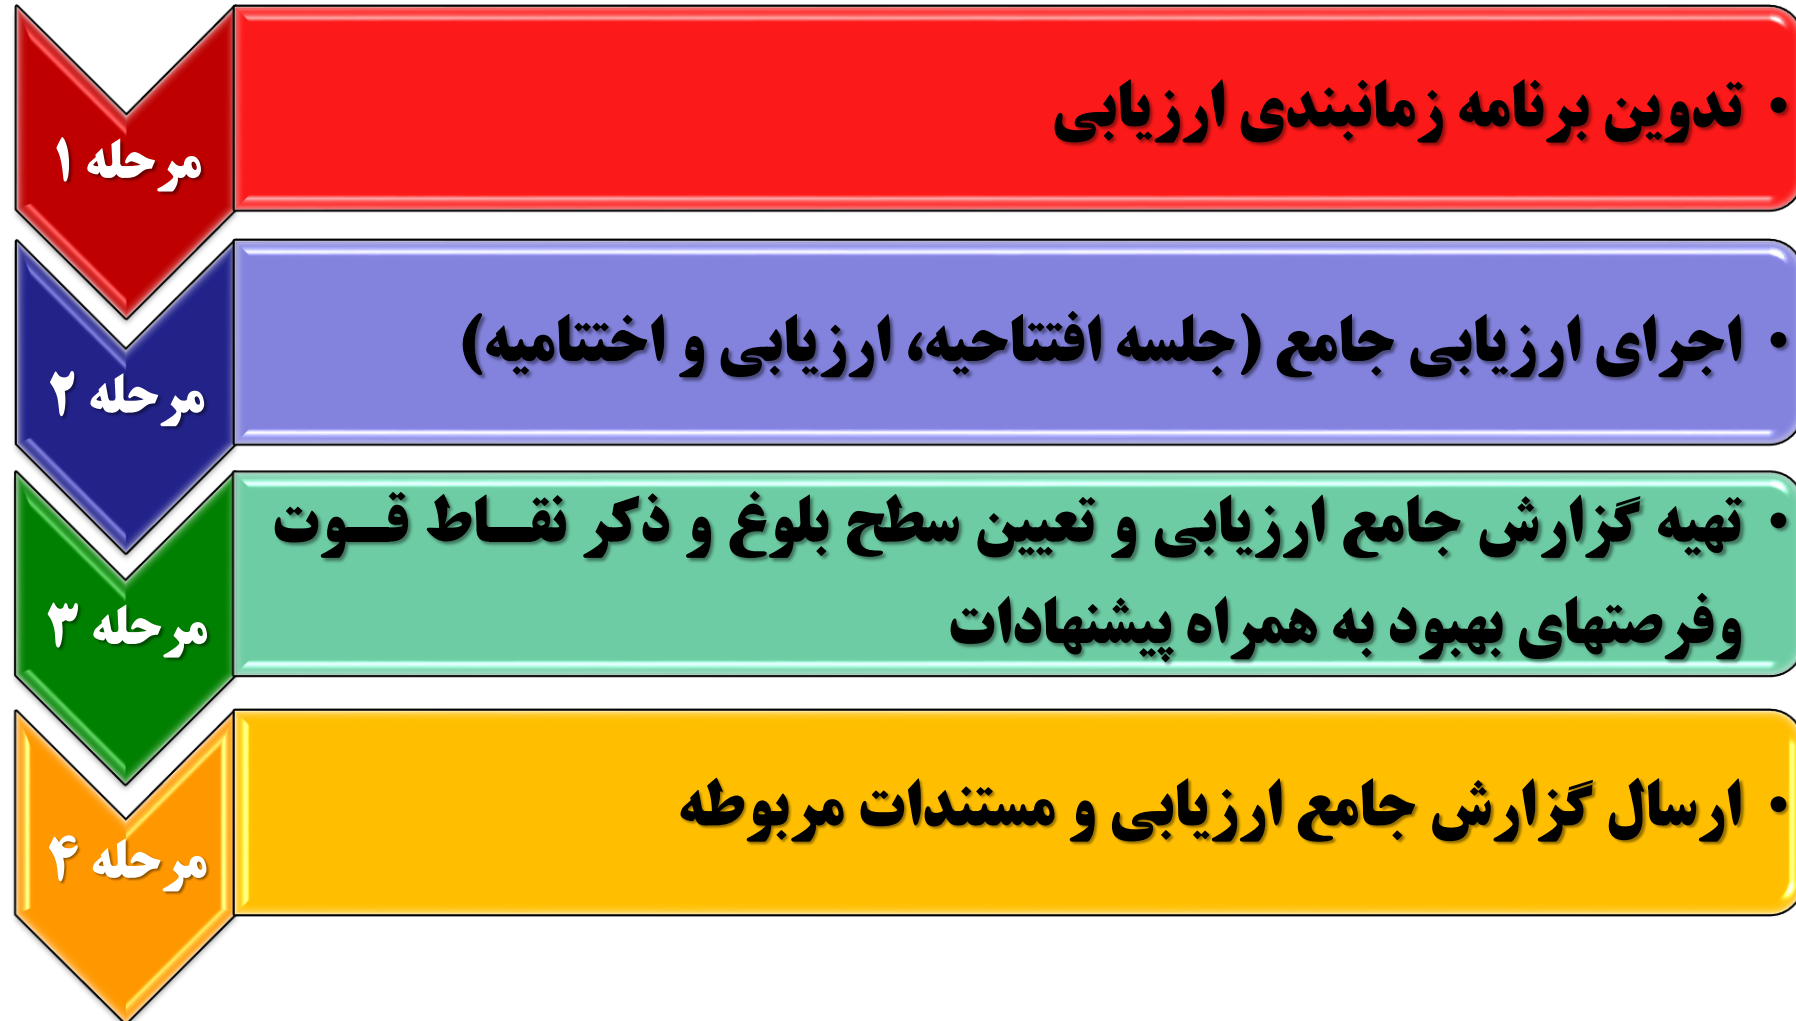 مرحله ۱
• تدوین برنامه زمانبندی ارزیابی
مرحله ۲
• اجرای ارزیابی جامع (جلسه افتتاحیه، ارزیابی و اختتامیه)
مرحله ۳
• تهیه گزارش جامع ارزیابی و تعیین سطح بلوغ و ذکر نقــاط قــوت
وفرصتهای بهبود به همراه پیشنهادات
مرحله ۴
• ارسال گزارش جامع ارزیابی و مستندات مربوطه